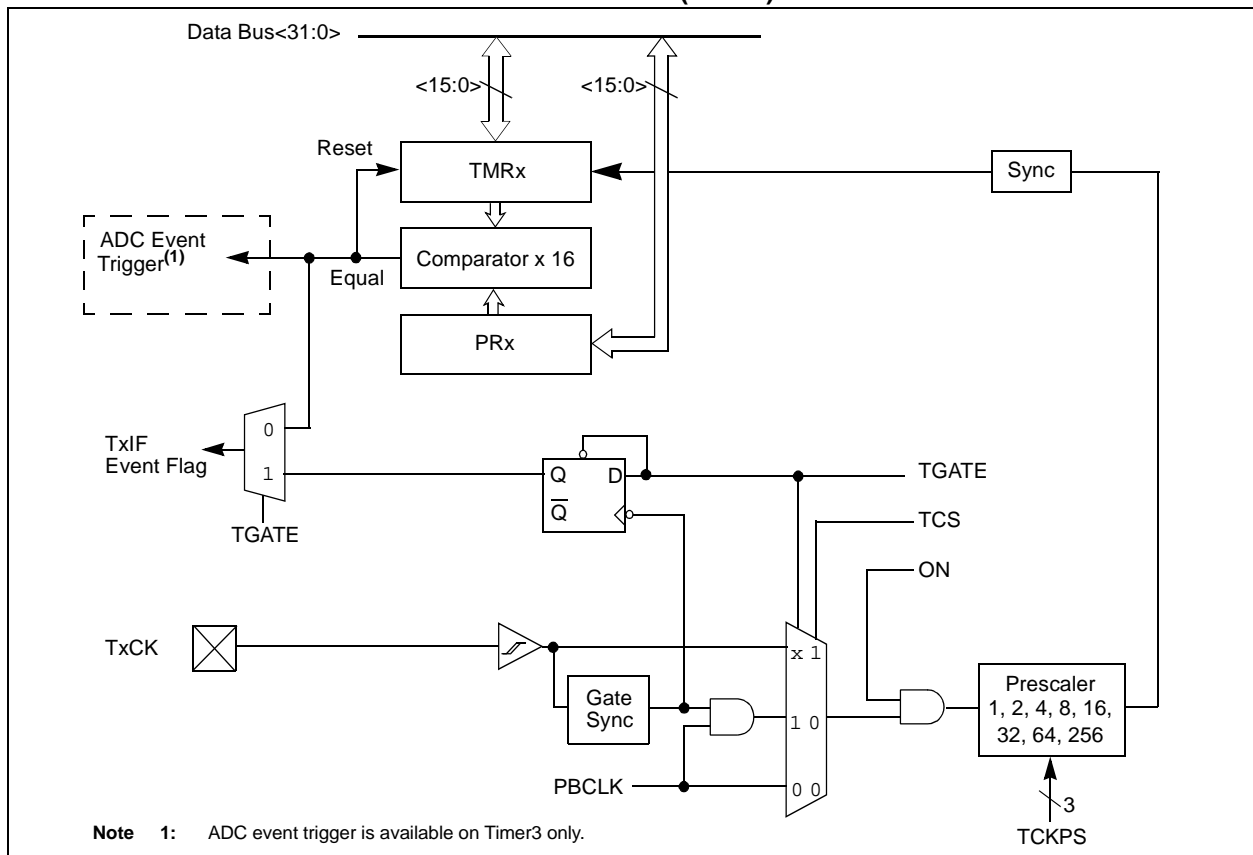 Data Bus<31:0>
<15:0>
<15:0>
Reset
TMRx
Sync
ADC Event
Trigger(1)
Equal
Comparator x 16
PRx
TxIF
Event Flag
0
1
TGATE
Q
D
Q
TGATE
TCS
ON
TxCK
x 1
Gate
Sync
1 0
Prescaler
1, 2, 4, 8, 16,
32, 64, 256
PBCLK
0 0
3
TCKPS
Note 1: ADC event trigger is available on Timer3 only.